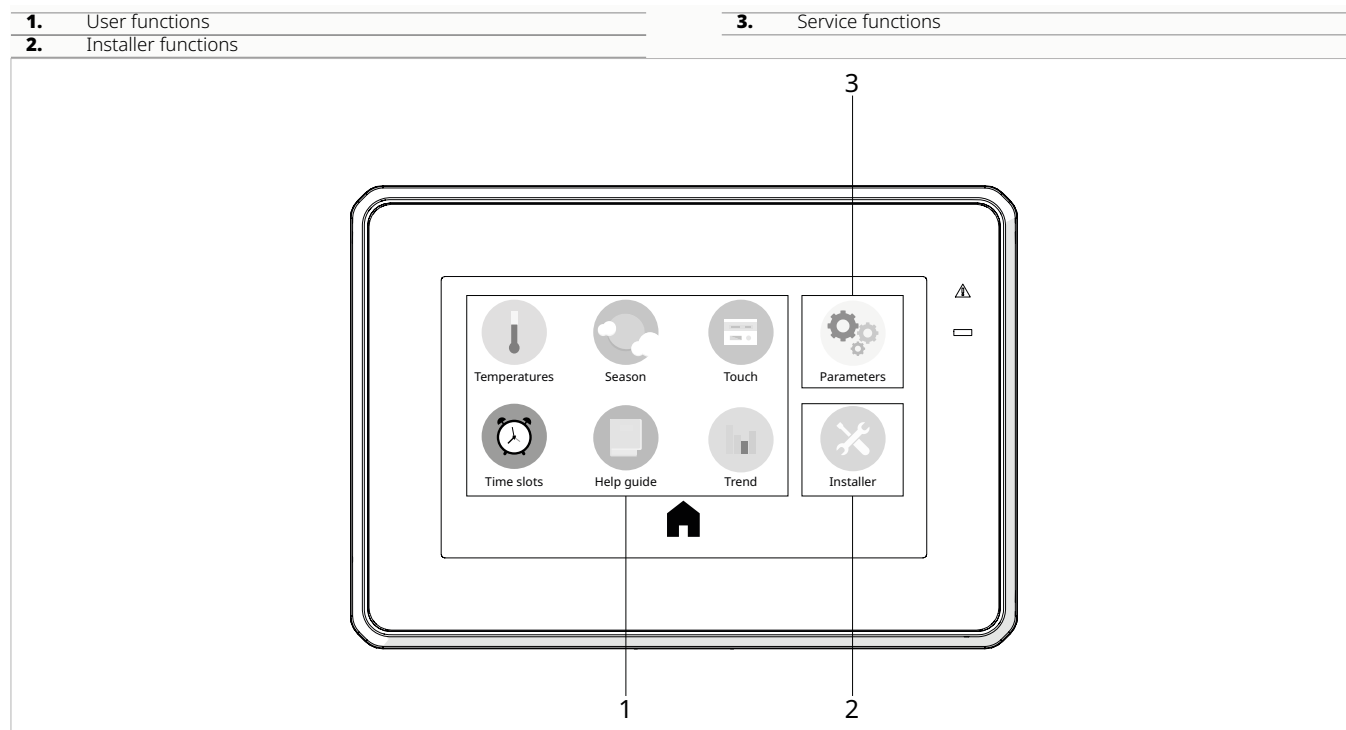 1. User functions
2. Installer functions
3. Service functions
3
Temperatures Season Touch Parameters
Time slots Help guide Trend Installer
1 2